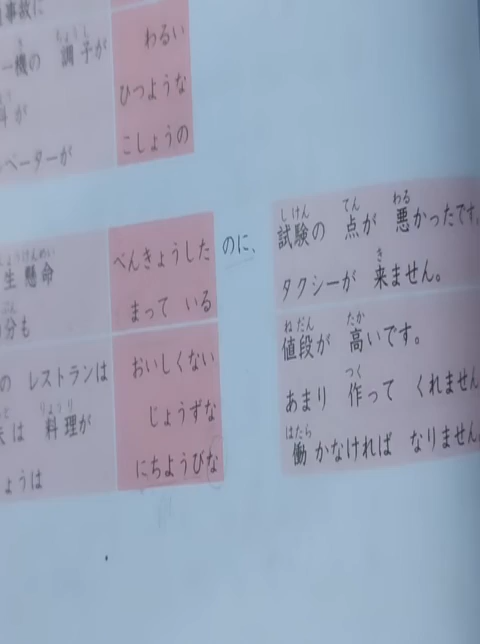 事故に
機の 調子が わるい
が ひつような
ベーターが こしょうの
生懸命 べんきょうした のに、 試験の 点が 悪かったです。
分も まって いる タクシーが 来ません。
の レストランは おいしくない 値段が 高いです。
は 料理が じょうずな あまり 作って くれません
ょうは にちようびな 働かなければ なりません。